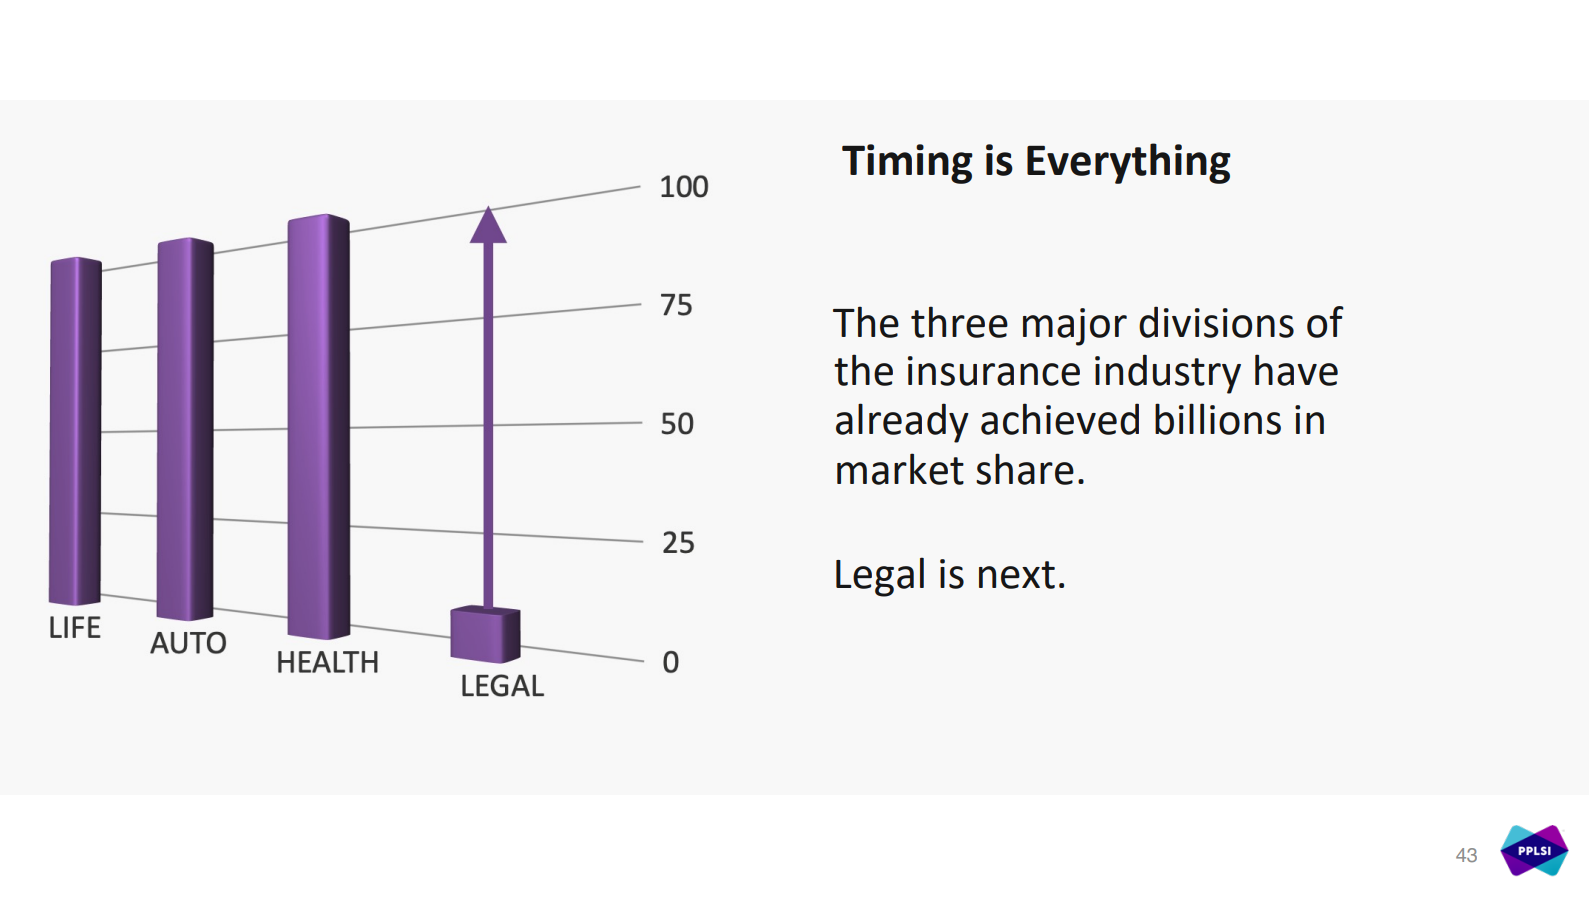 Timing is Everything
100
75
50
25
0
LIFE
AUTO
HEALTH
LEGAL
The three major divisions of
the insurance industry have
already achieved billions in
market share.
Legal is next.
43
PPLSI